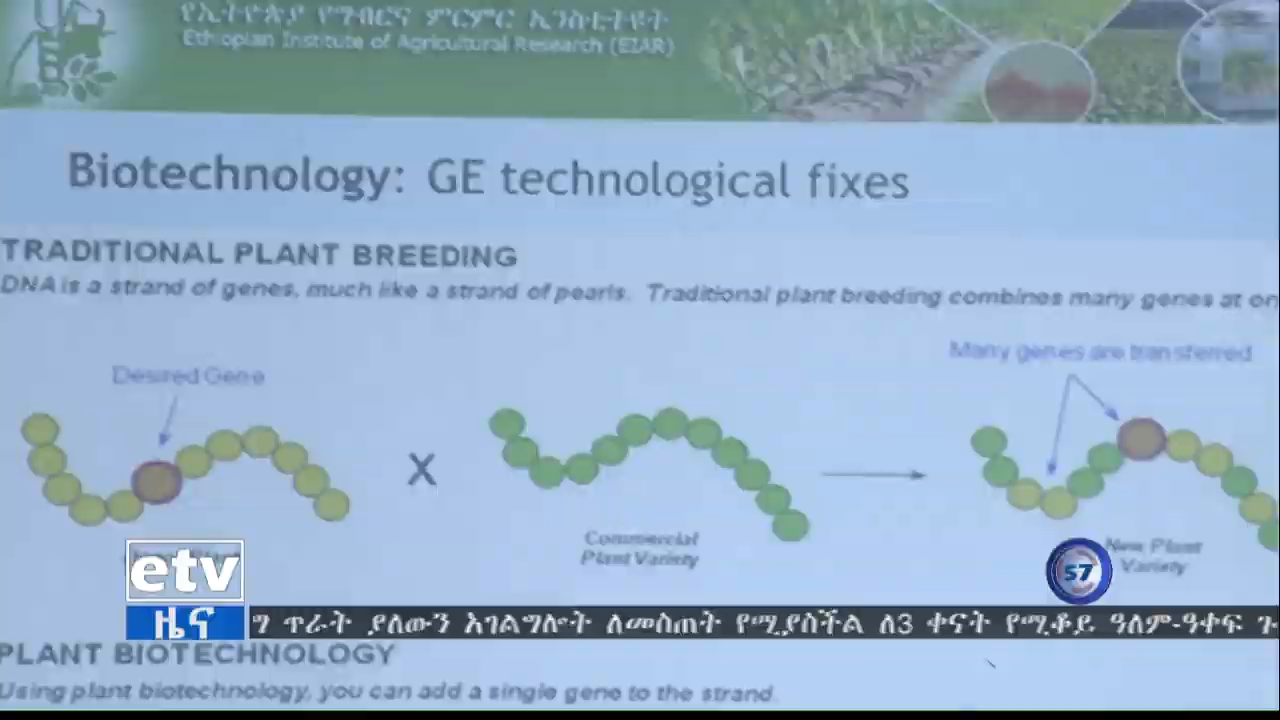 የኢትዮጵያ የግብርና ምርምር ኢንስቲትዩት
Ethiopian Institute of Agricultural Research (EIAR)
Biotechnology: GE technological fixes
TRADITIONAL PLANT BREEDING
DNA is a strand of genes, much like a strand of pearls. Traditional plant breeding combines many genes at on
Many genes are transferred
Desired Gene
X
Commercial
Plant Variety
New Plant
Variety
etv
57
ዜና
ግ ጥራት ያለውን አገልግሎት ለመስጠት የሚያስችል ለ3 ቀናት የሚቆይ ዓለም-ዓቀፍ ጉ
PLANT BIOTECHNOLOGY
Using plant biotechnology, you can add a single gene to the strand.